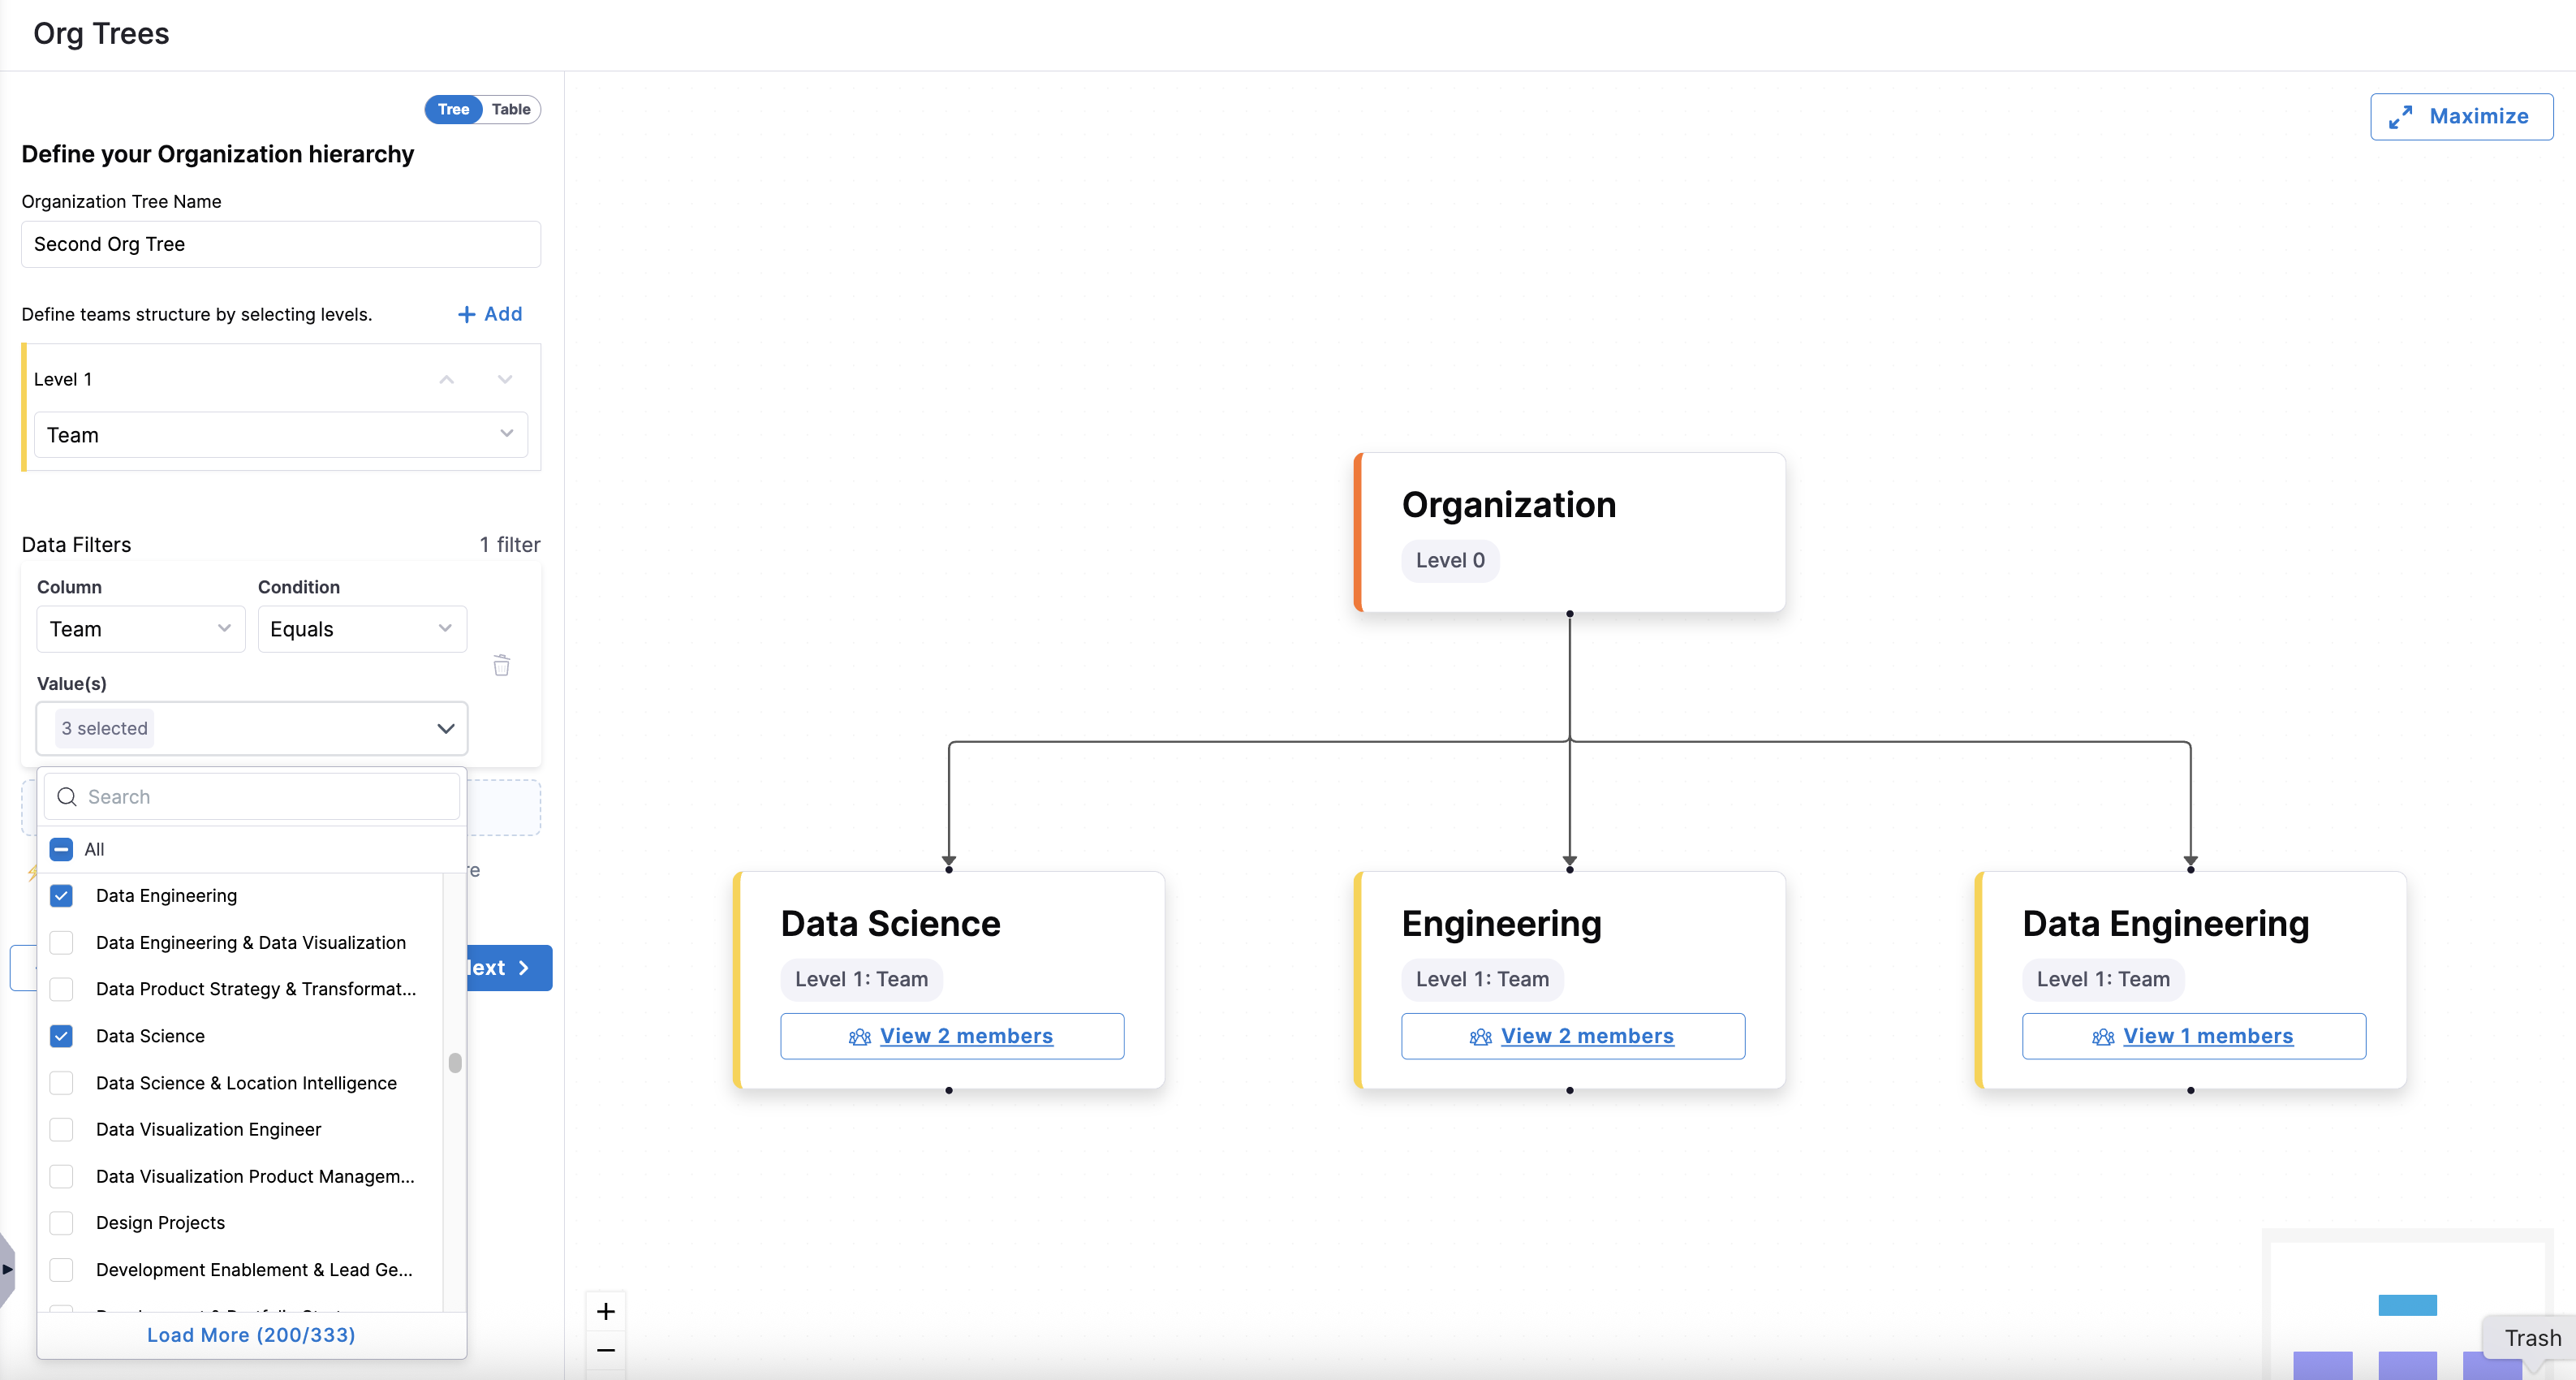 Org Trees
Tree Table
Define your Organization hierarchy
Organization Tree Name
Second Org Tree
Define teams structure by selecting levels.
+ Add
Level 1
Team
Data Filters
1 filter
Column
Condition
Team
Equals
Value(s)
3 selected
Search
All
Data Engineering
Data Engineering & Data Visualization
Data Product Strategy & Transformat...
Data Science
Data Science & Location Intelligence
Data Visualization Engineer
Data Visualization Product Managem...
Design Projects
Development Enablement & Lead Ge...
Load More (200/333)
Maximize
Organization
Level 0
Data Science
Level 1: Team
View 2 members
Engineering
Level 1: Team
View 2 members
Data Engineering
Level 1: Team
View 1 members
Trash